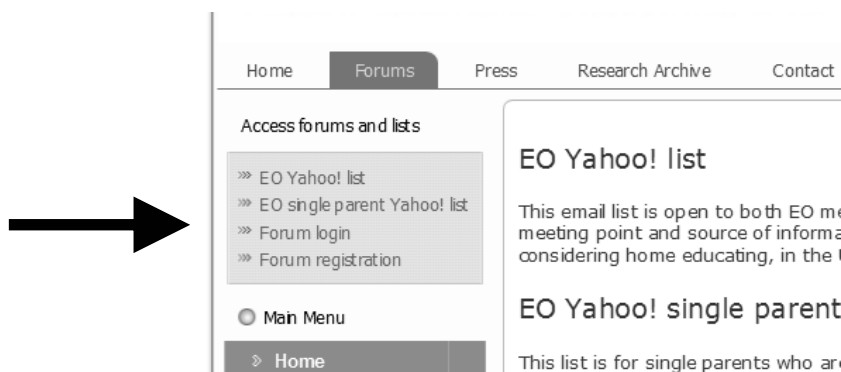 Home Forums Press Research Archive Contact
Access forums and lists
EO Yahoo! list
EO single parent Yahoo! list
Forum login
Forum registration
Main Menu
Home
EO Yahoo! list
This email list is open to both EO
meeting point and source of
considering home educating, in the
EO Yahoo! single parent
This list is for single parents who